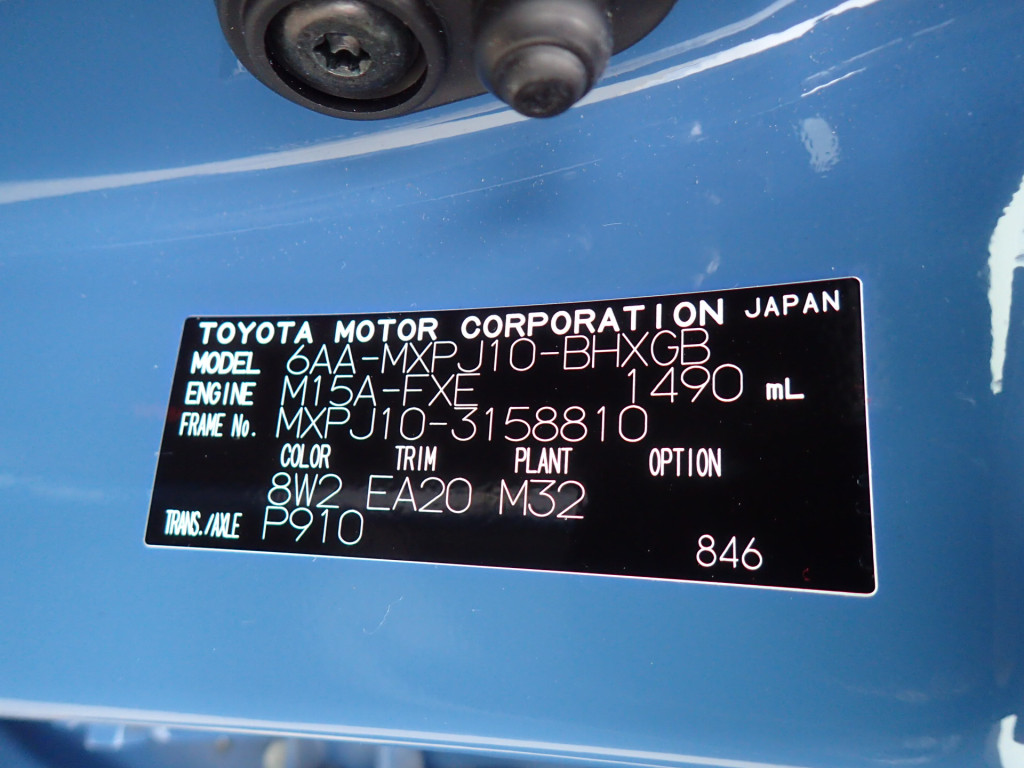 TOYOTA MOTOR CORPORATION JAPAN
MODEL 6AA-MXPJ10-BHXGB
ENGINE M15A-FXE 1490 mL
FRAME No. MXPJ10-3158810
COLOR TRIM PLANT OPTION
8W2 EA20 M32
TRANS./AXLE P910
846